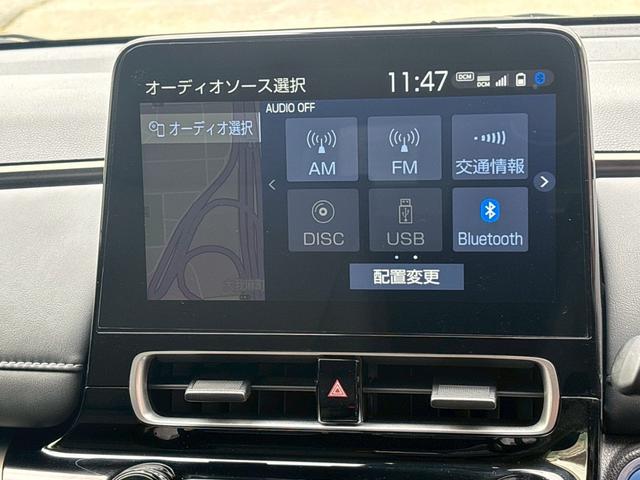 オーディオソース選択
11:47
DCM
DCM
オーディオ選択
AUDIO OFF
AM
FM
交通情報
DISC
USB
Bluetooth
配置変更